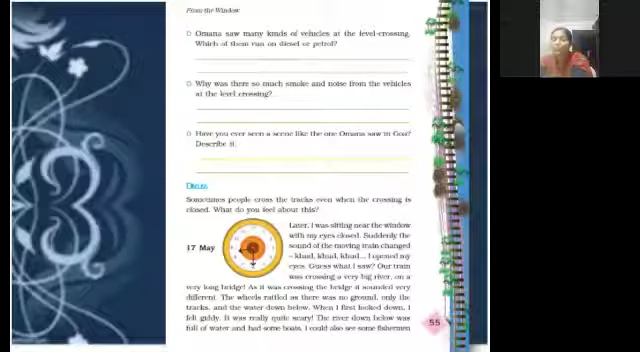 From the Window
Omana saw many kinds of vehicles at the level-crossing.
Which of them run on diesel or petrol?
Why was there so much smoke and noise from the vehicles
at the level crossing?
Have you ever seen a scene like the one Omana saw in Goa?
Describe it.
Discuss
Sometimes people cross the tracks even when the crossing is
closed. What do you feel about this?
17 May
Later, I was sitting near the window
with my eyes closed. Suddenly the
sound of the moving train changed
– khad, khad, khad... I opened my
eyes. Guess what I saw? Our train
was crossing a very big river, on a
very long bridge! As it was crossing the bridge it sounded very
different. The wheels rattled as there was no ground, only the
tracks, and the water down below. When I first looked down, I
felt giddy. It was really quite scary! The river down below was
full of water and had some boats. I could also see some fishermen
55